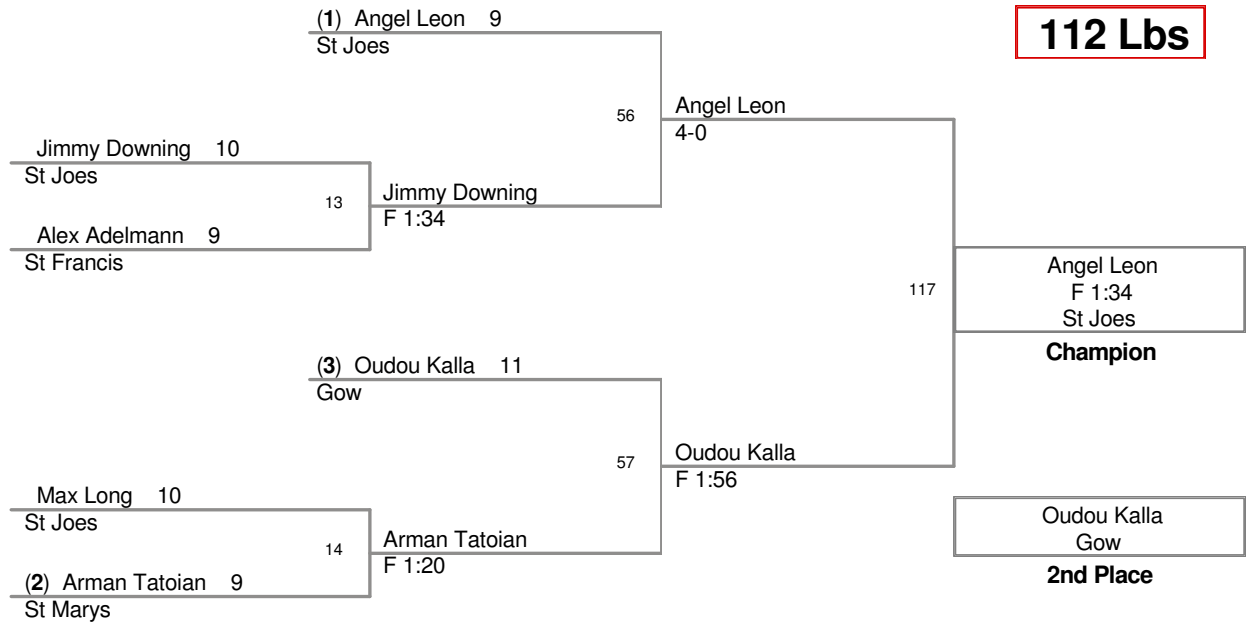 (1) Angel Leon 9
St Joes
112 Lbs
56
Angel Leon
4-0
Jimmy Downing 10
St Joes
13
Jimmy Downing
F 1:34
Alex Adelmann 9
St Francis
117
Angel Leon
F 1:34
St Joes
Champion
(3) Oudou Kalla 11
Gow
57
Oudou Kalla
F 1:56
Max Long 10
St Joes
14
Arman Tatoian
F 1:20
(2) Arman Tatoian 9
St Marys
Oudou Kalla
Gow
2nd Place